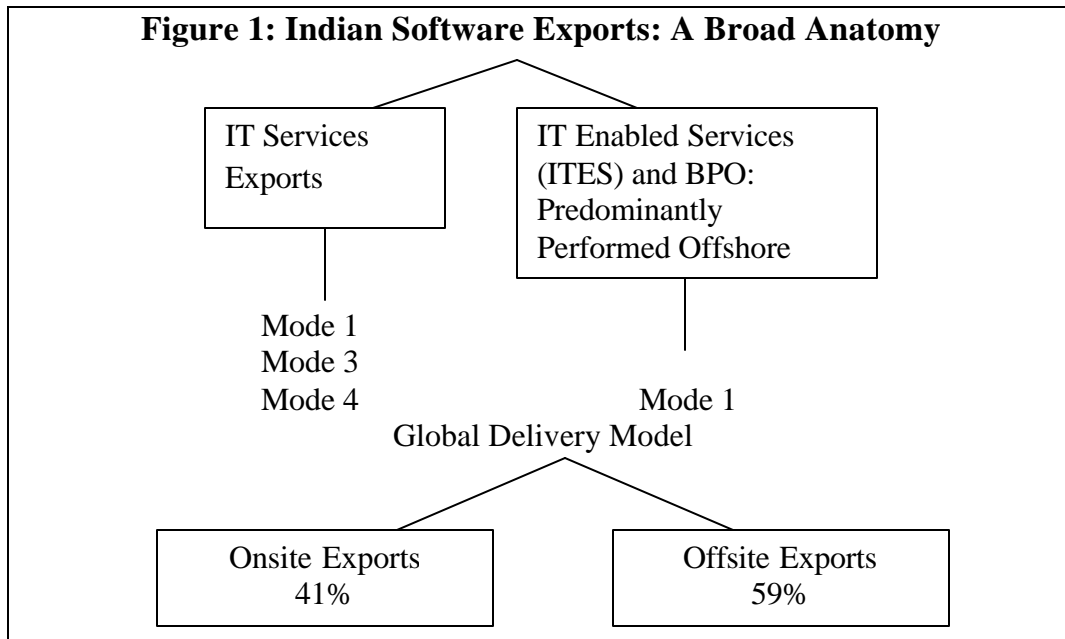 Figure 1: Indian Software Exports: A Broad Anatomy
IT Services
Exports
IT Enabled Services
(ITES) and BPO:
Predominantly
Performed Offshore
Mode 1
Mode 3
Mode 4
Mode 1
Global Delivery Model
Onsite Exports
41%
Offsite Exports
59%